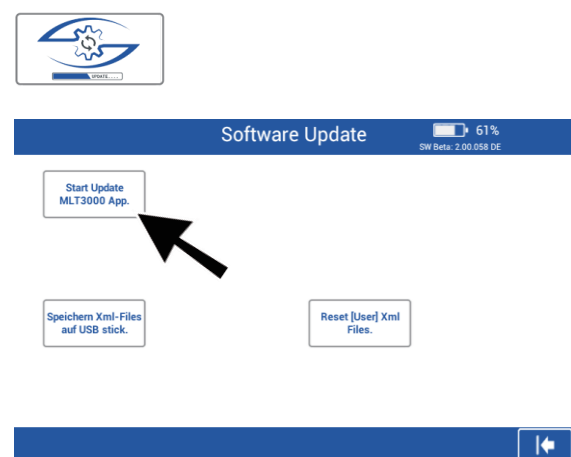 UPDATE.....
Software Update
61%
SW Beta: 2.00.058 DE
Start Update
MLT3000 App.
Speichern Xml-Files
auf USB stick.
Reset [User] Xml
Files.